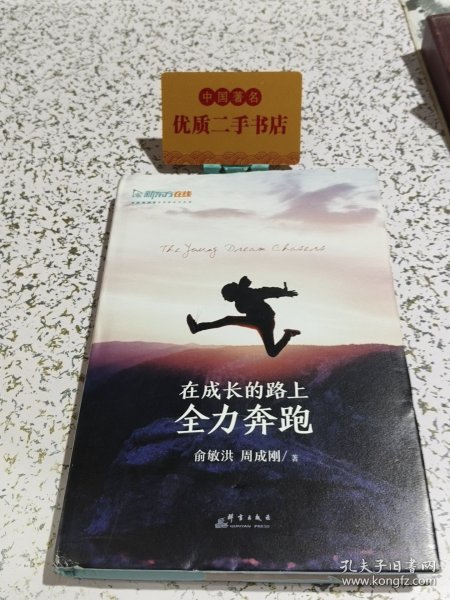 中国著名
优质二手书店
新东方在线
The Young Dream Chasers
在成长的路上
全力奔跑
俞敏洪 周成刚/著
群言出版社
QUNYAN PRESS
孔夫子旧书网
www.kongfz.com